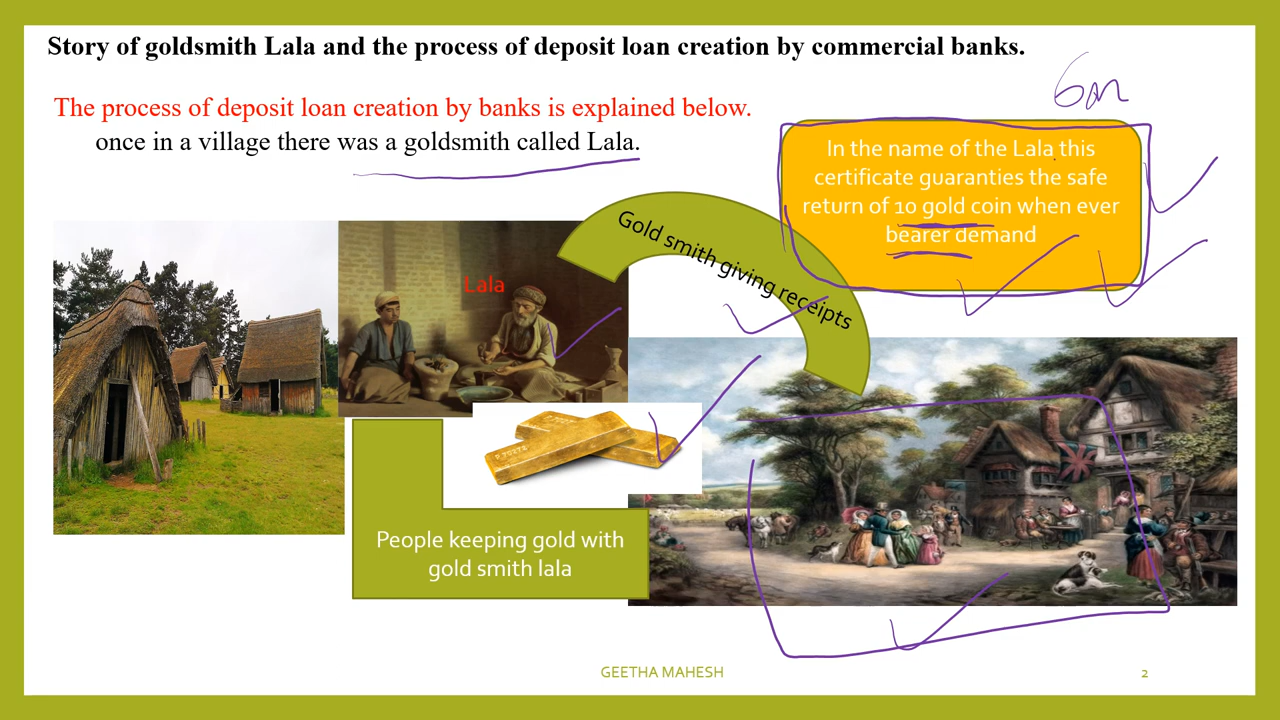 Story of goldsmith Lala and the process of deposit loan creation by commercial banks.
The process of deposit loan creation by banks is explained below.
once in a village there was a goldsmith called Lala.
6m
In the name of the Lala this
certificate guaranties the safe
return of 10 gold coin when ever
bearer demand
Gold smith giving receipts
Lala
People keeping gold with
gold smith lala
GEETHA MAHESH
2